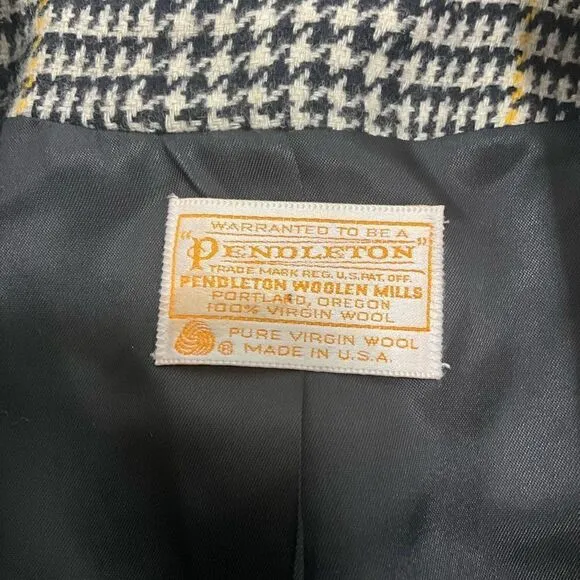 WARRANTED TO BE A
"PENDLETON"
TRADE MARK REG. U.S. PAT. OFF.
PENDLETON WOOLEN MILLS
PORTLAND, OREGON
100% VIRGIN WOOL
® PURE VIRGIN WOOL
MADE IN U.S.A.